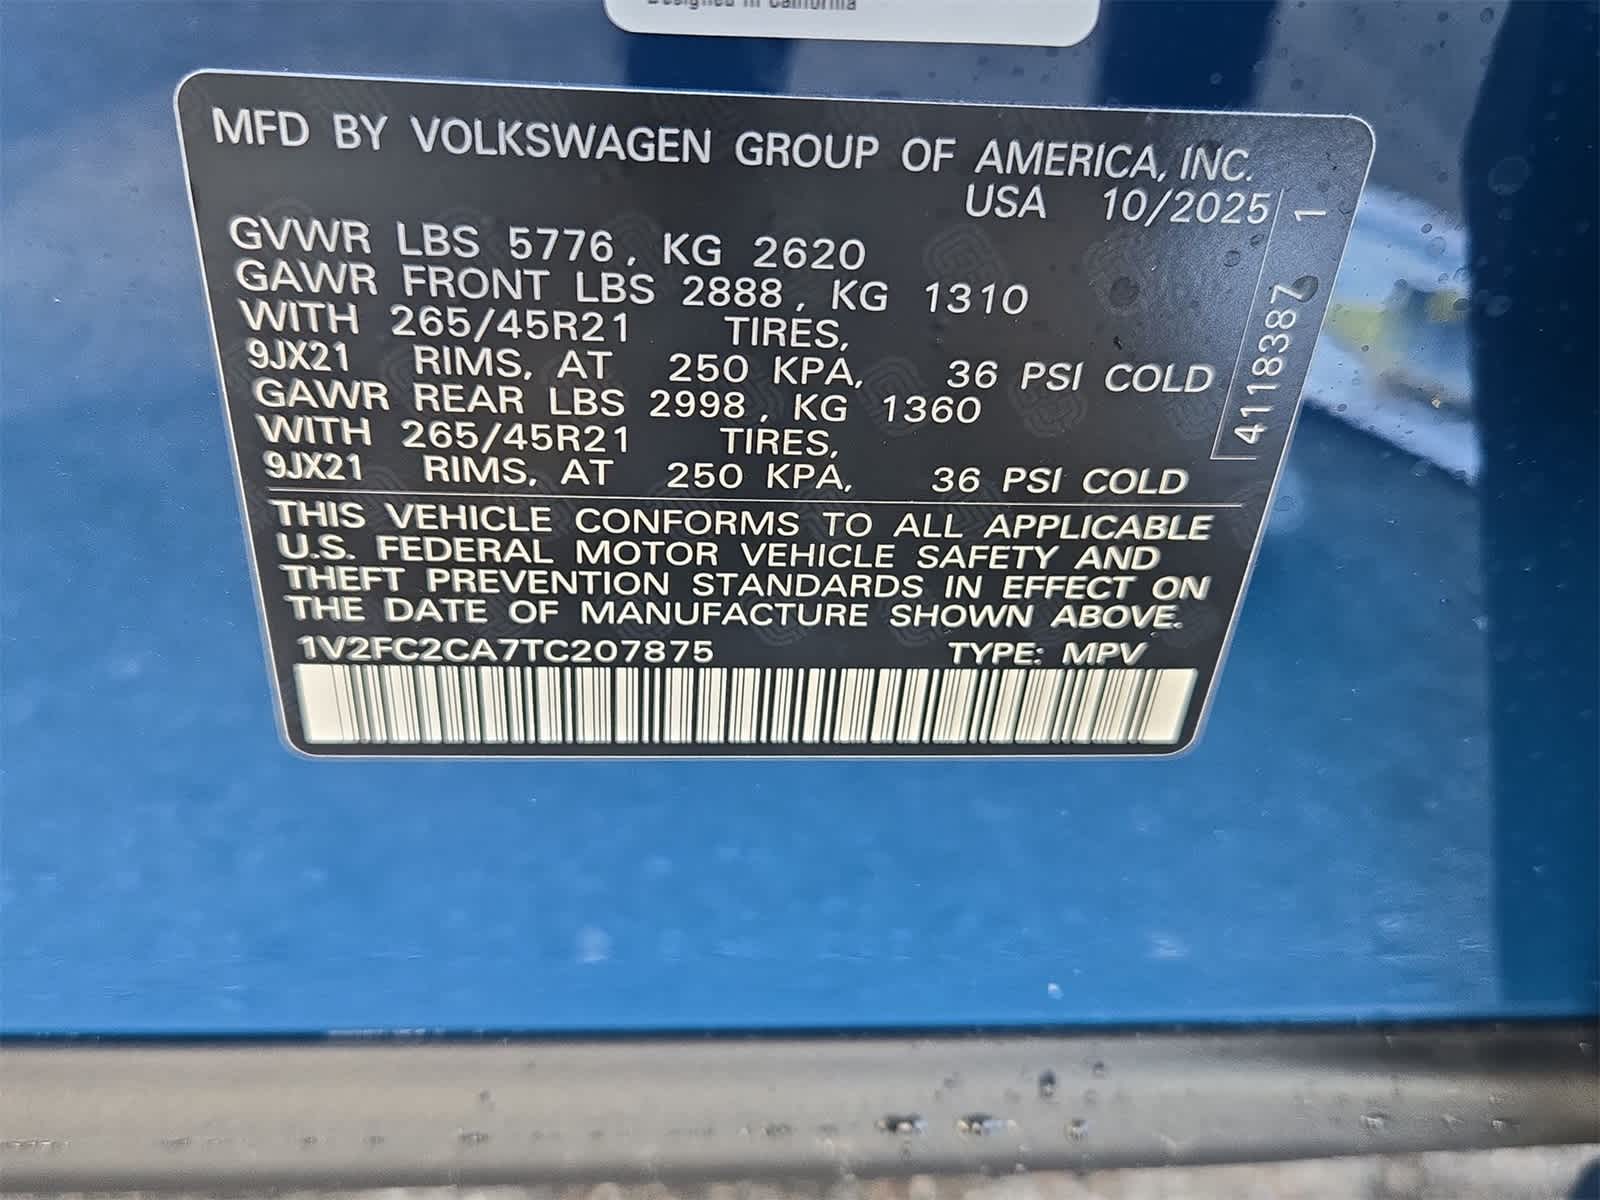 Designed in California
MFD BY VOLKSWAGEN GROUP OF AMERICA, INC.
USA 10/2025
GVWR LBS 5776, KG 2620
GAWR FRONT LBS 2888, KG 1310
WITH 265/45R21 TIRES,
9JX21 RIMS, AT 250 KPA, 36 PSI COLD
GAWR REAR LBS 2998, KG 1360
WITH 265/45R21 TIRES,
9JX21 RIMS, AT 250 KPA, 36 PSI COLD
4118387 1
THIS VEHICLE CONFORMS TO ALL APPLICABLE
U.S. FEDERAL MOTOR VEHICLE SAFETY AND
THEFT PREVENTION STANDARDS IN EFFECT ON
THE DATE OF MANUFACTURE SHOWN ABOVE.
1V2FC2CA7TC207875 TYPE: MPV